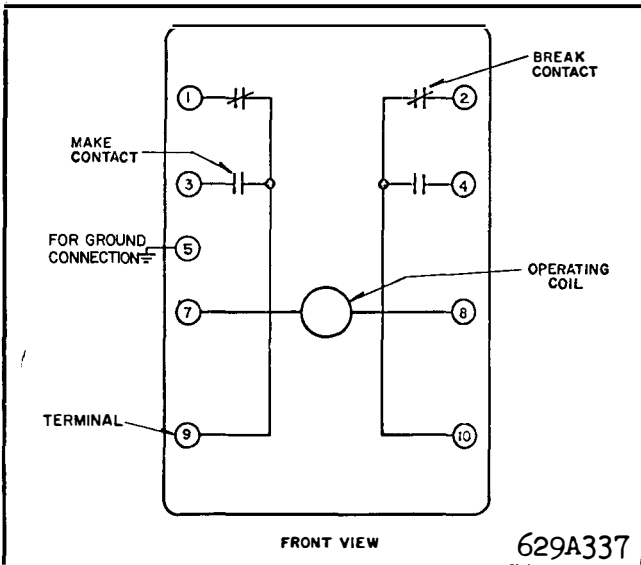 BREAK
CONTACT
1
2
MAKE
CONTACT
3
4
FOR GROUND
CONNECTION
5
OPERATING
COIL
7
8
TERMINAL
9
10
FRONT VIEW
629A337